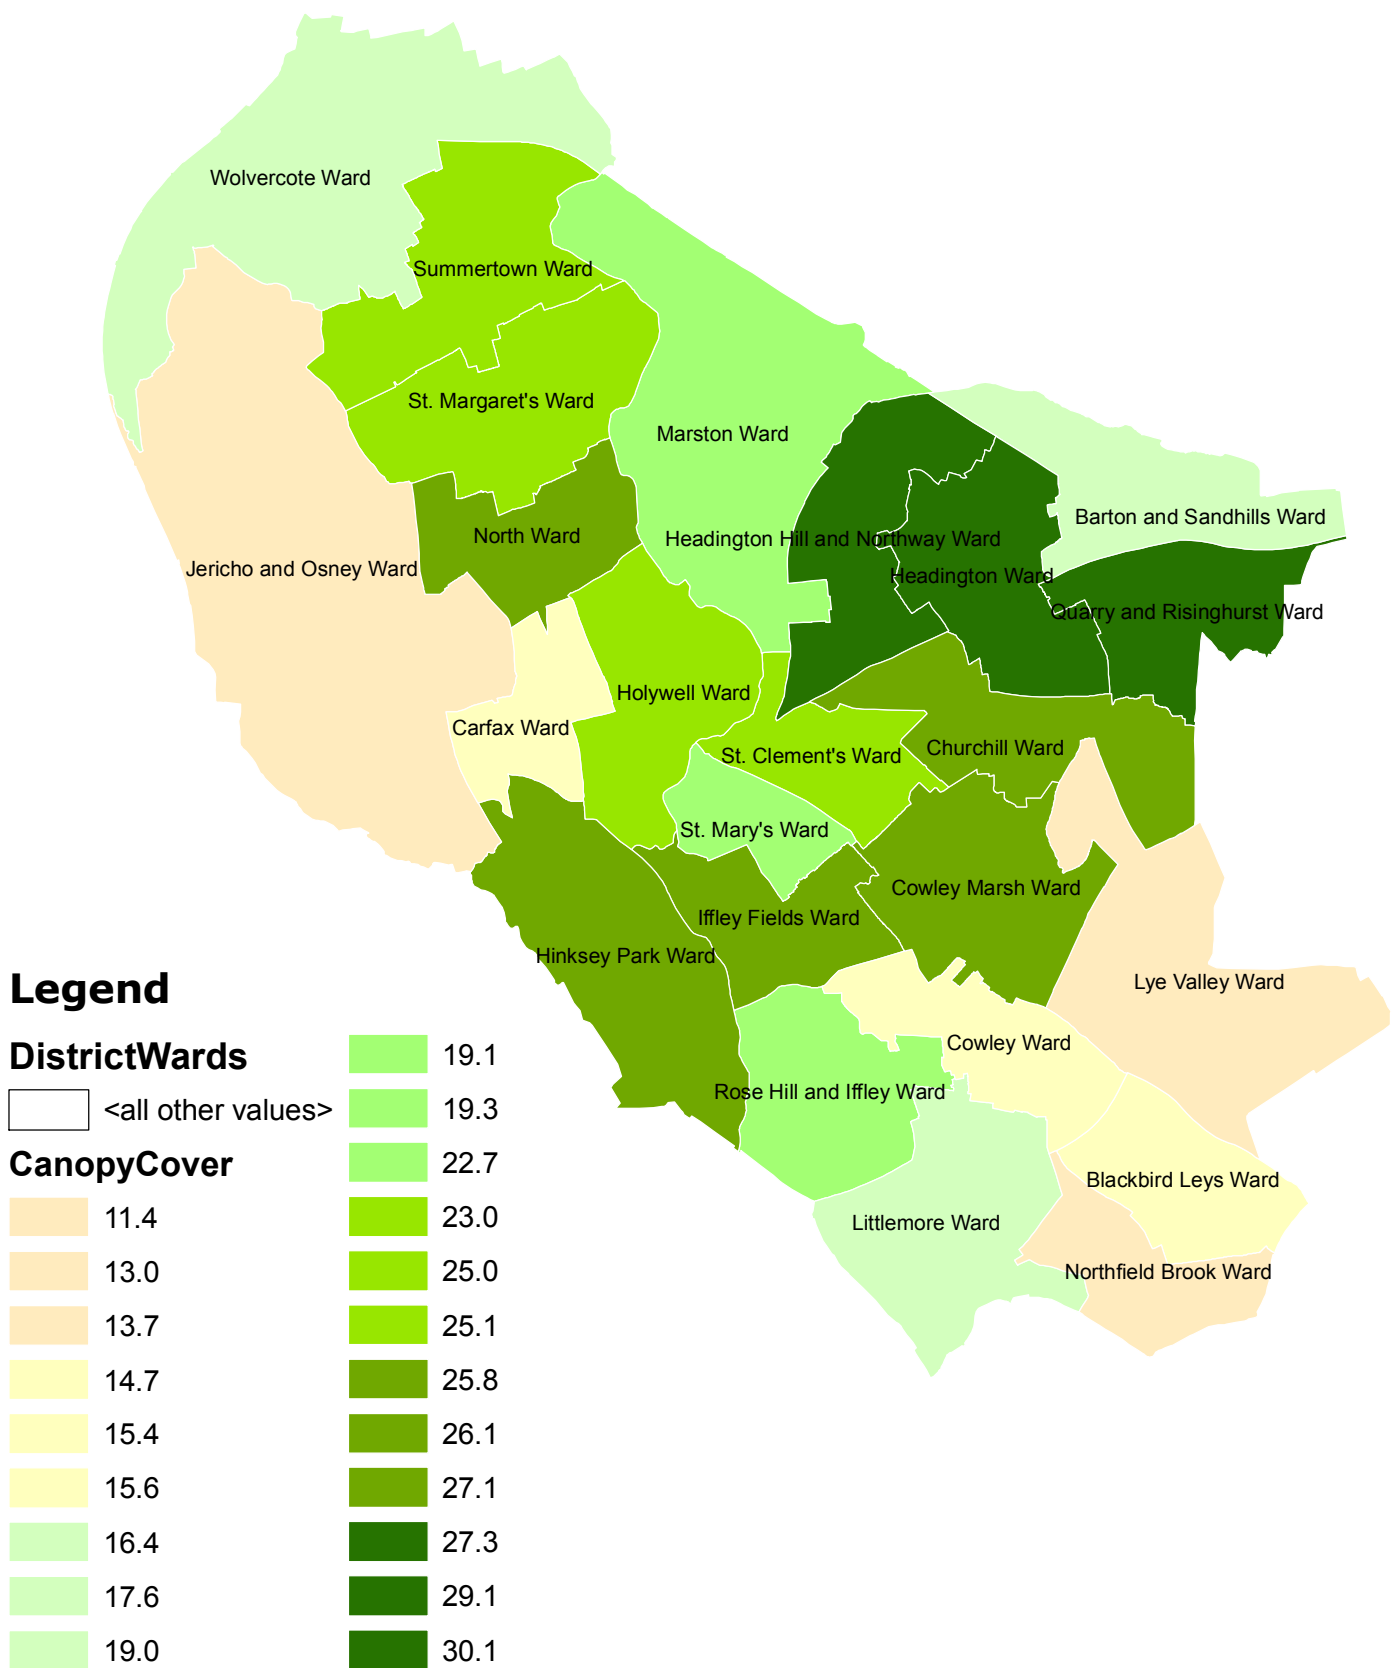 Wolvercote Ward
Summertown Ward
St. Margaret's Ward
Marston Ward
Barton and Sandhills Ward
North Ward
Headington Hill and Northway Ward
Jericho and Osney Ward
Headington Ward
Quarry and Risinghurst Ward
Holywell Ward
Carfax Ward
Churchill Ward
St. Clement's Ward
St. Mary's Ward
Cowley Marsh Ward
Iffley Fields Ward
Hinksey Park Ward
Lye Valley Ward
Cowley Ward
Rose Hill and Iffley Ward
Blackbird Leys Ward
Littlemore Ward
Northfield Brook Ward
Legend
DistrictWards
<all other values>
CanopyCover
11.4
13.0
13.7
14.7
15.4
15.6
16.4
17.6
19.0
19.1
19.3
22.7
23.0
25.0
25.1
25.8
26.1
27.1
27.3
29.1
30.1